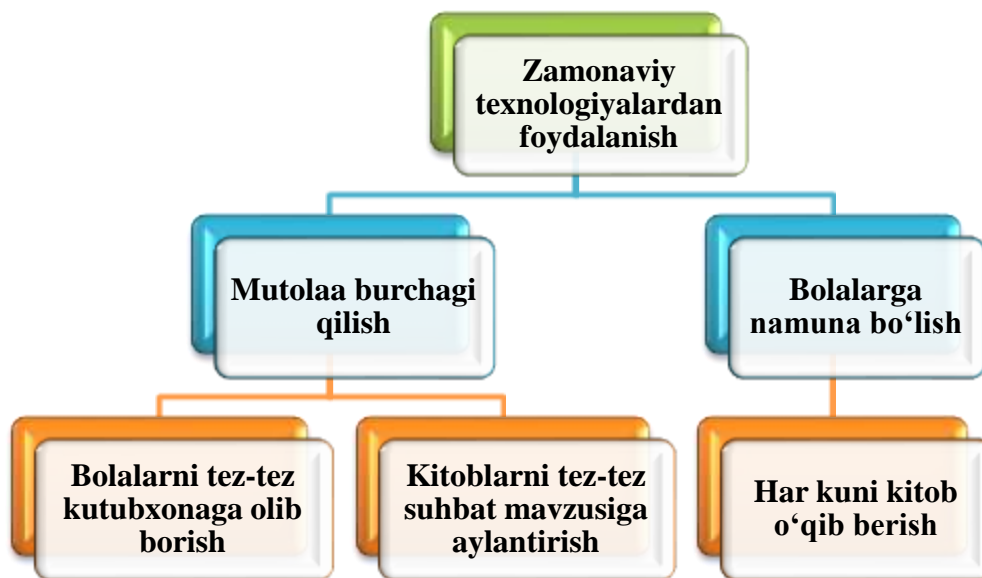 Zamonaviy
texnologiyalardan
foydalanish
Mutolaa burchagi
qilish
Bolalarga
namuna bo‘lish
Bolalarni tez-tez
kutubxonaga olib
borish
Kitoblarni tez-tez
suhbat mavzusiga
aylantirish
Har kuni kitob
o‘qib berish